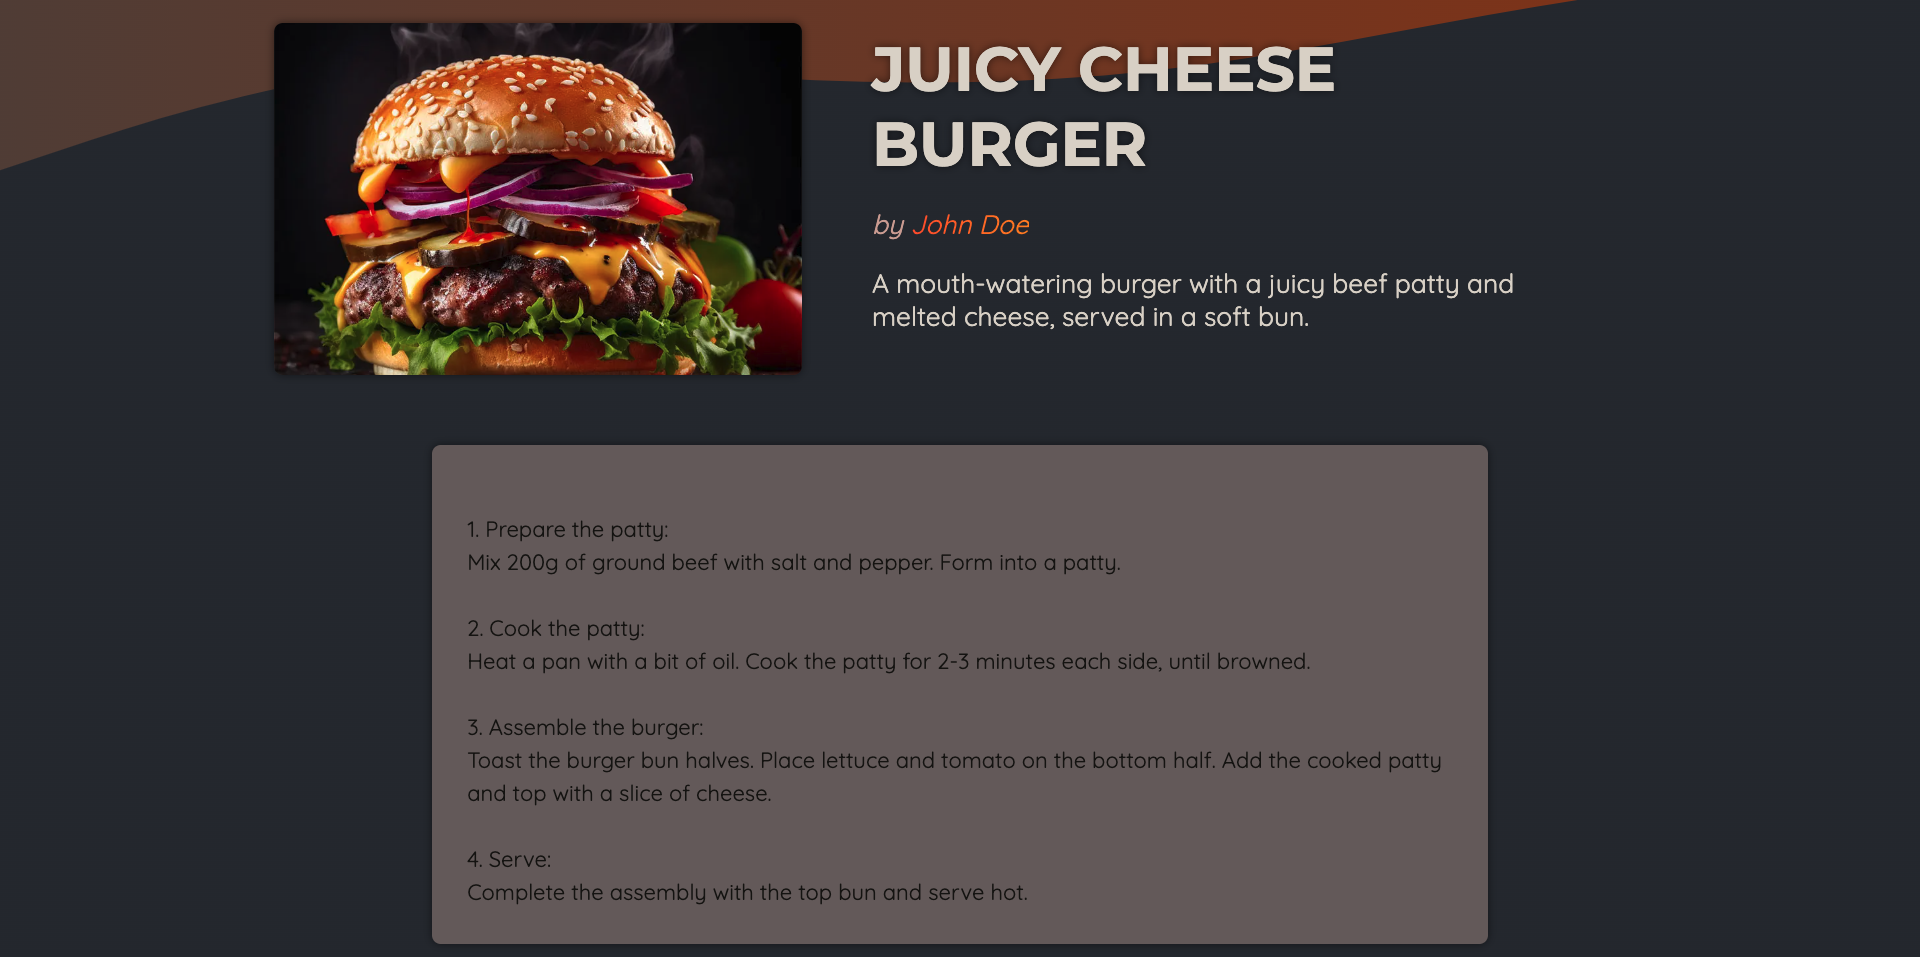 JUICY CHEESE
BURGER
by John Doe
A mouth-watering burger with a juicy beef patty and
melted cheese, served in a soft bun.
1. Prepare the patty:
Mix 200g of ground beef with salt and pepper. Form into a patty.
2. Cook the patty:
Heat a pan with a bit of oil. Cook the patty for 2-3 minutes each side, until browned.
3. Assemble the burger:
Toast the burger bun halves. Place lettuce and tomato on the bottom half. Add the cooked patty
and top with a slice of cheese.
4. Serve:
Complete the assembly with the top bun and serve hot.